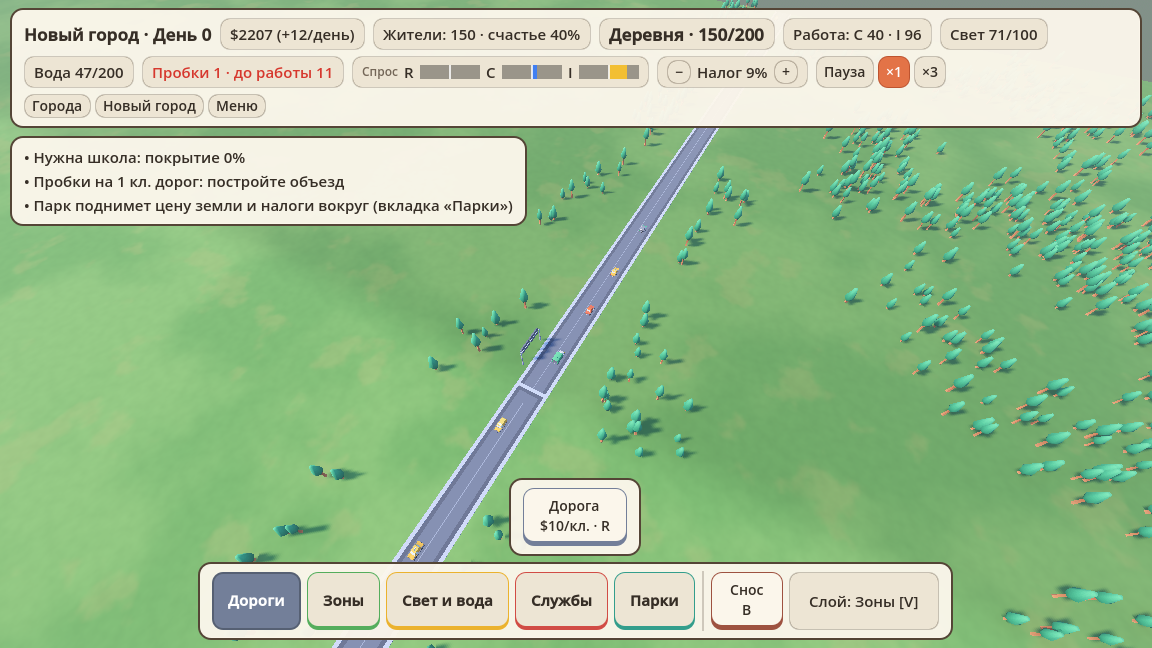 Новый город · День 0
$2207 (+12/день)
Жители: 150 · счастье 40%
Деревня · 150/200
Работа: C 40 · I 96
Свет 71/100
Вода 47/200
Пробки 1 · до работы 11
Спрос R C I
− Налог 9% +
Пауза
×1
×3
Города
Новый город
Меню
• Нужна школа: покрытие 0%
• Пробки на 1 кл. дорог: постройте объезд
• Парк поднимет цену земли и налоги вокруг (вкладка «Парки»)
Дорога
$10/кл. · R
Дороги
Зоны
Свет и вода
Службы
Парки
Снос
B
Слой: Зоны [V]